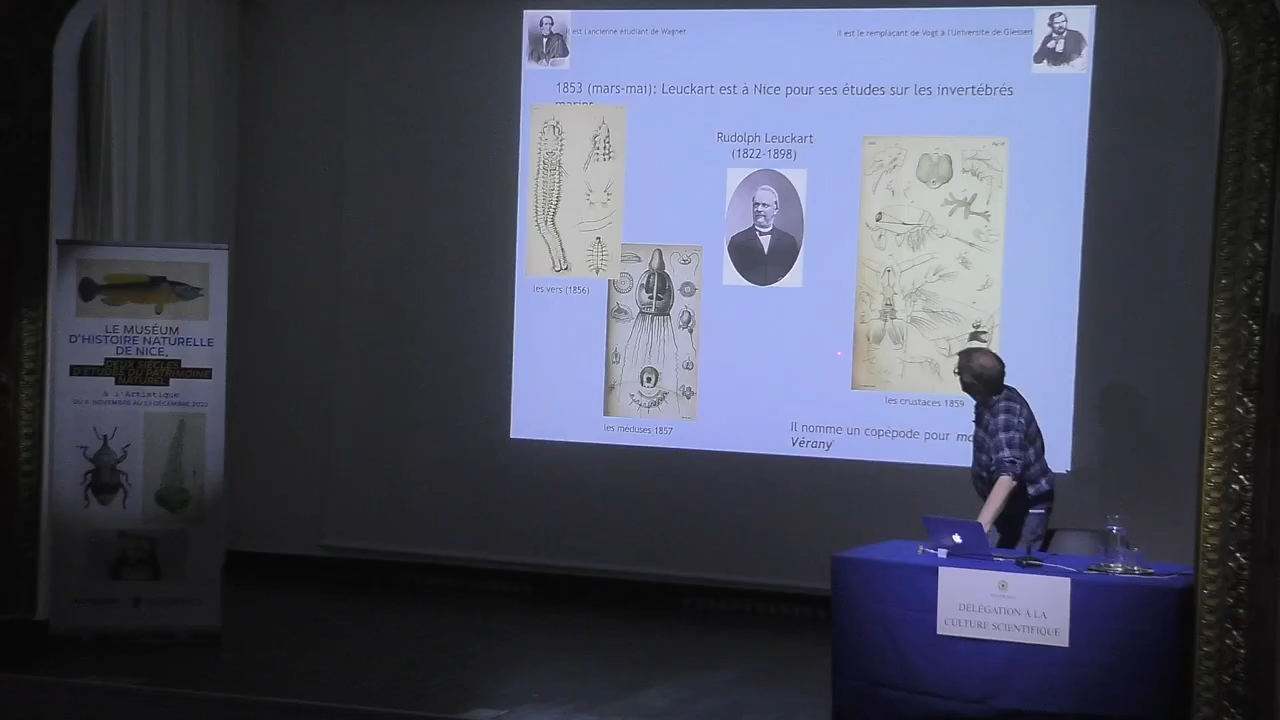 il est l'ancienne étudiant de Wagner
il est le remplaçant de Vogt à l'Université de Giessen
1853 (mars-mai): Leuckart est à Nice pour ses études sur les invertébrés
marins
Rudolph Leuckart
(1822-1898)
les vers (1856)
les méduses 1857
les crustacés 1859
Il nomme un copépode pour
Vérany
LE MUSÉUM
D'HISTOIRE NATURELLE
DE NICE,
DEUX SIÈCLES
D'ÉTUDES DU PATRIMOINE
NATUREL
à l'Artistique
DÉLÉGATION À LA
CULTURE SCIENTIFIQUE